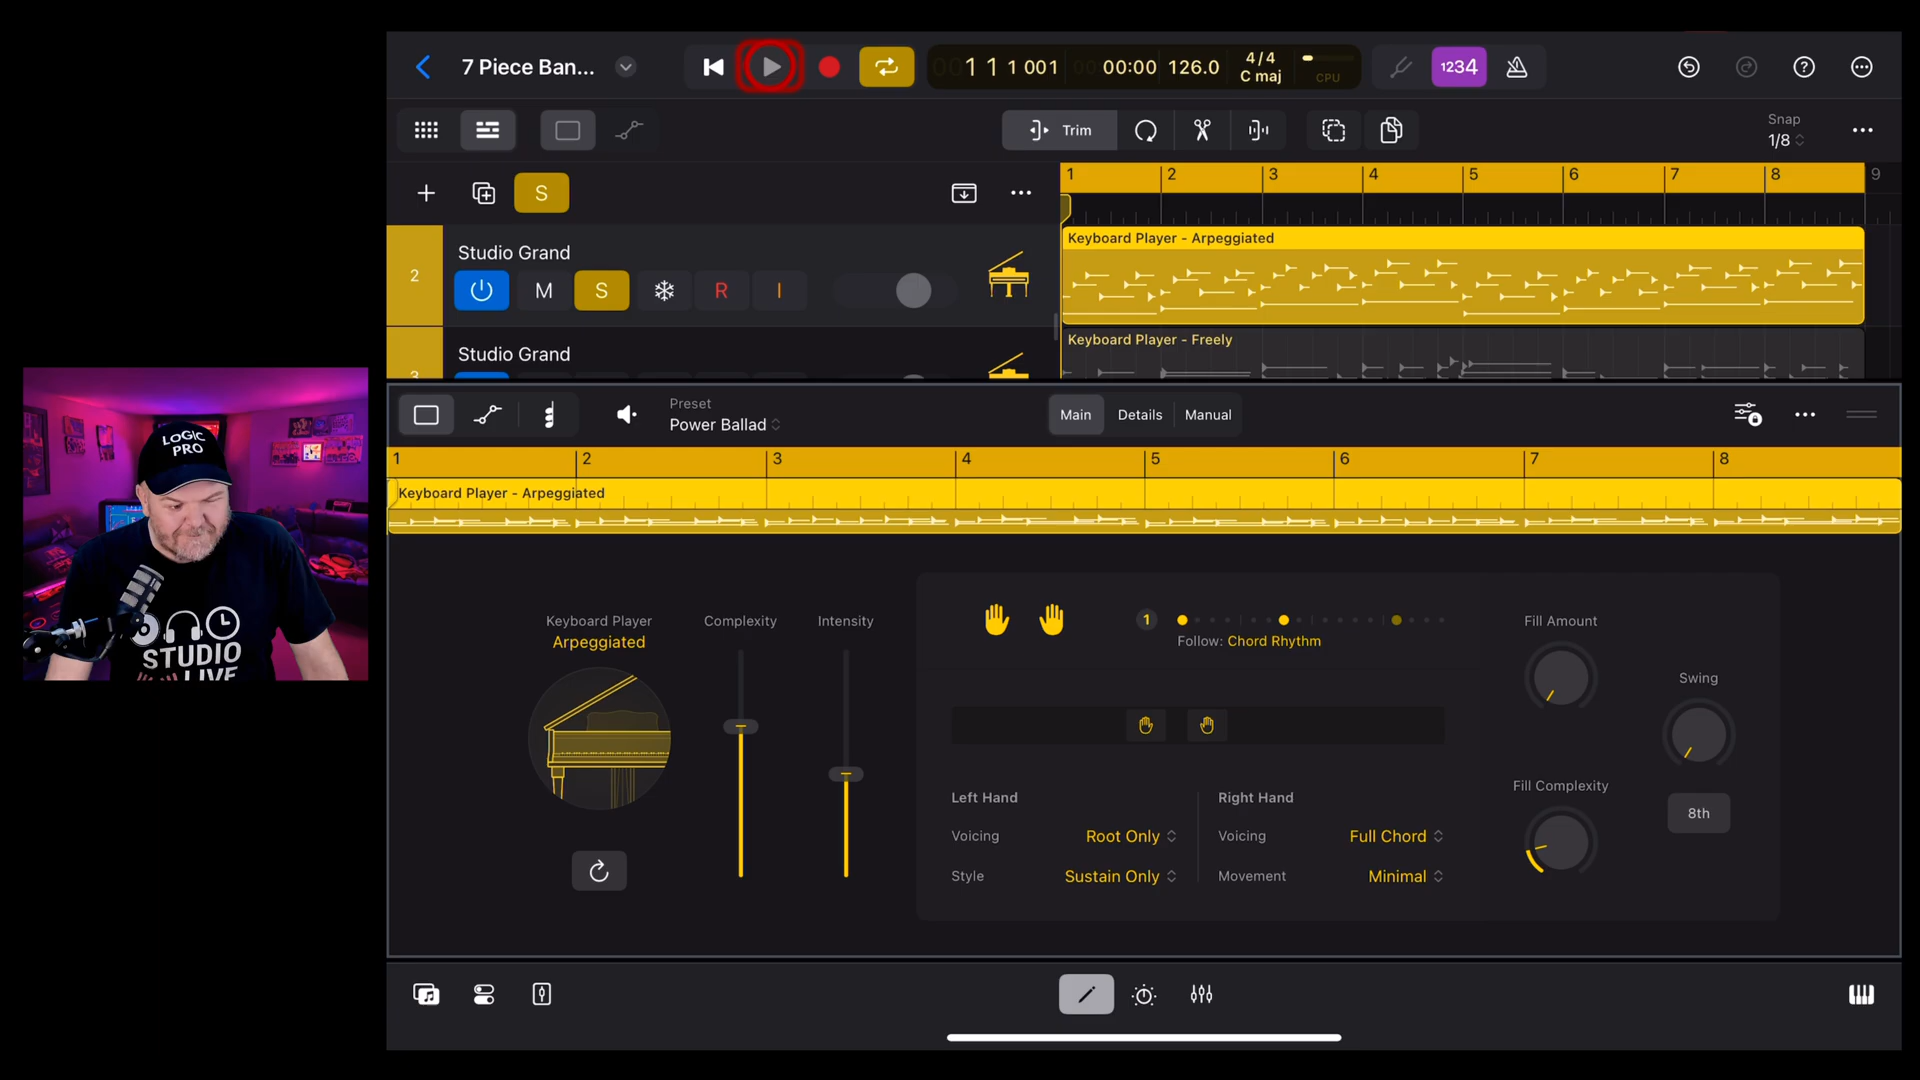 7 Piece Ban...
1 1 1 001
00:00
126.0
4/4
C maj
CPU
1234
Trim
Snap
1/8
S
1 2 3 4 5 6 7 8 9
2
Studio Grand
M S R I
Keyboard Player - Arpeggiated
3
Studio Grand
Keyboard Player - Freely
Preset
Power Ballad
Main Details Manual
1 2 3 4 5 6 7 8
Keyboard Player - Arpeggiated
LOGIC
PRO
STUDIO
LIVE
Keyboard Player
Arpeggiated
Complexity
Intensity
1
Follow: Chord Rhythm
Fill Amount
Swing
Fill Complexity
8th
Left Hand
Right Hand
Voicing Root Only
Voicing Full Chord
Style Sustain Only
Movement Minimal